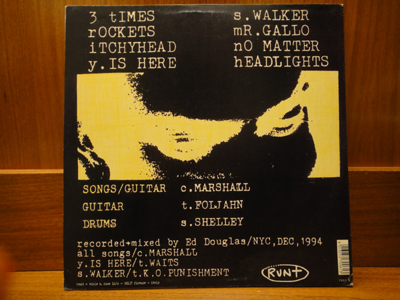 3 tIMES
rOCKETS
iTCHYHEAD
y.IS HERE
s.WALKER
mR.GALLO
nO MATTER
hEADLIGHTS
SONGS/GUITAR c.MARSHALL
GUITAR t.FOLJAHN
DRUMS s.SHELLEY
recorded+mixed by Ed Douglas/NYC,DEC,1994
all songs/c.MARSHALL
y.IS HERE/t.WAITS
s.WALKER/t.K.O.PUNISHMENT
RUNT